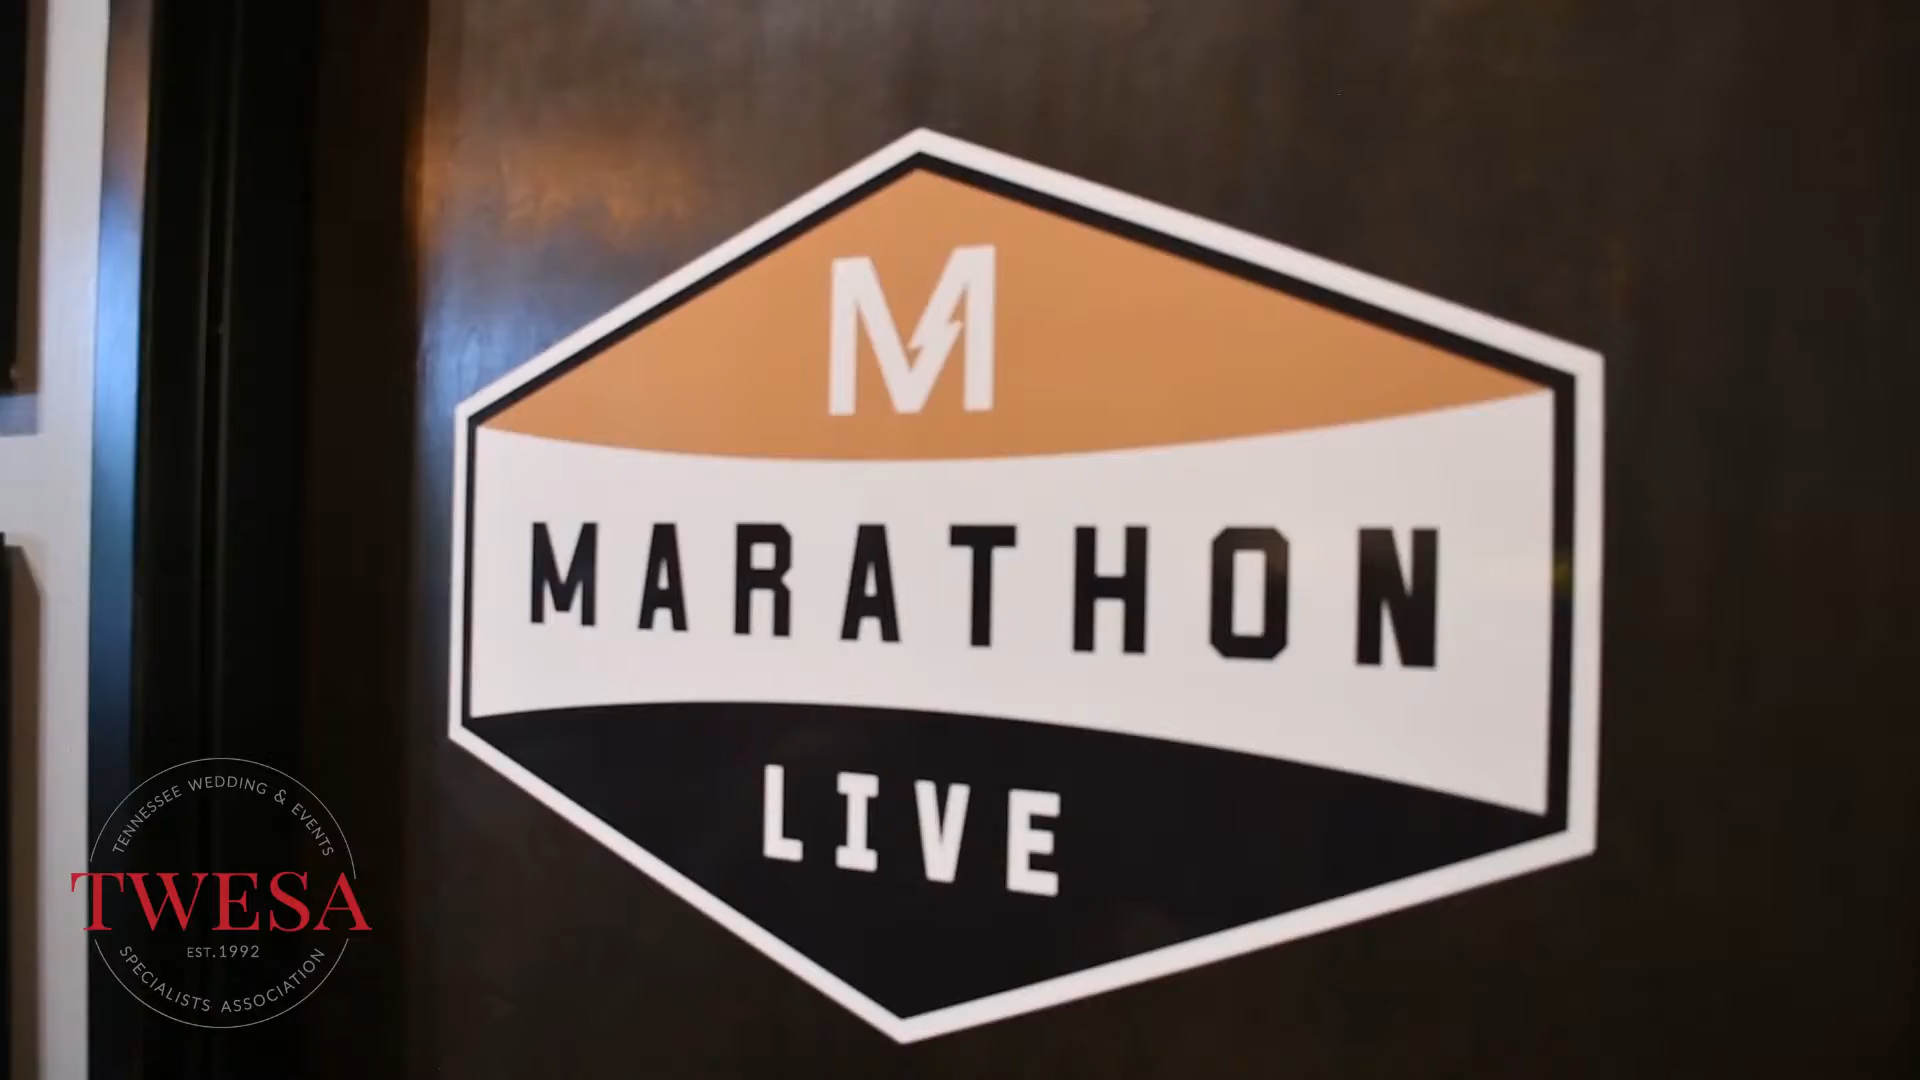 M
MARATHON
LIVE
TENNESSEE WEDDING & EVENTS
TWESA
EST.1992
SPECIALISTS ASSOCIATION